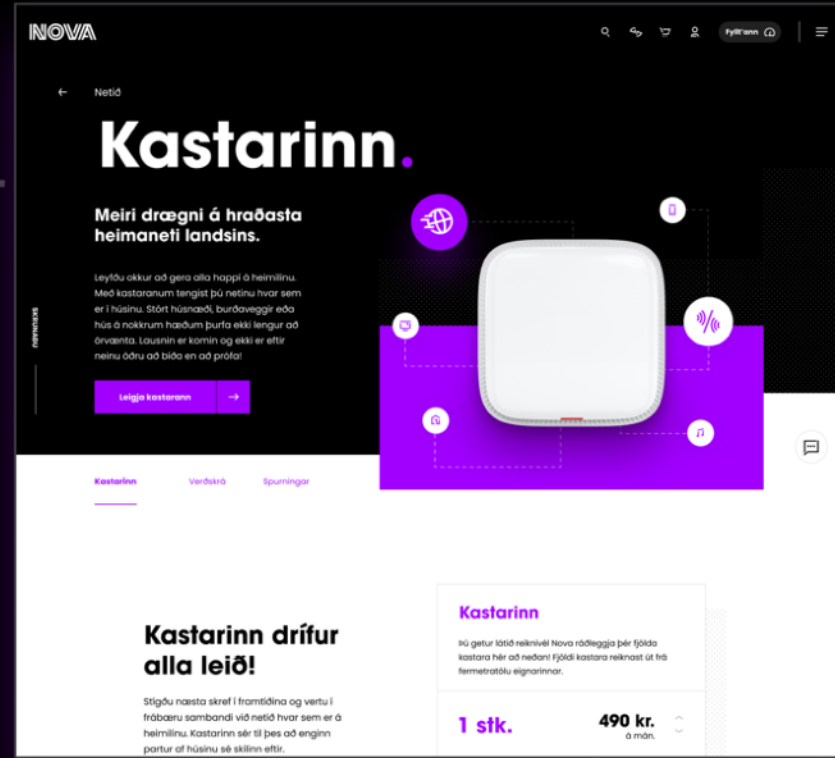 NOVA
Fyllt'ann
Netið
Kastarinn.
Meiri drægni á hraðasta
heimaneti landsins.
Leyfðu okkur að gera alla happí á heimilinu.
Með kastaranum tengist þú netinu hvar sem
er í húsinu. Stórt húsnæði, burðaveggir eða
hús á nokkrum hæðum þurfa ekki lengur að
örvænta. Lausnin er komin og ekki er eftir
neinu öðru að bíða en að prófa!
SKRUNAÐU
Leigja kastarann
Kastarinn
Verðskrá
Spurningar
Kastarinn drífur
alla leið!
Stígðu næsta skref í framtíðina og vertu í
frábæru sambandi við netið hvar sem er á
heimilinu. Kastarinn sér til þes að enginn
partur af húsinu sé skilinn eftir.
Kastarinn
Þú getur látið reiknivél Nova ráðleggja þér fjölda
kastara hér að neðan! Fjöldi kastara reiknast út frá
fermetratölu eignarinnar.
1 stk.
490 kr.
á mán.